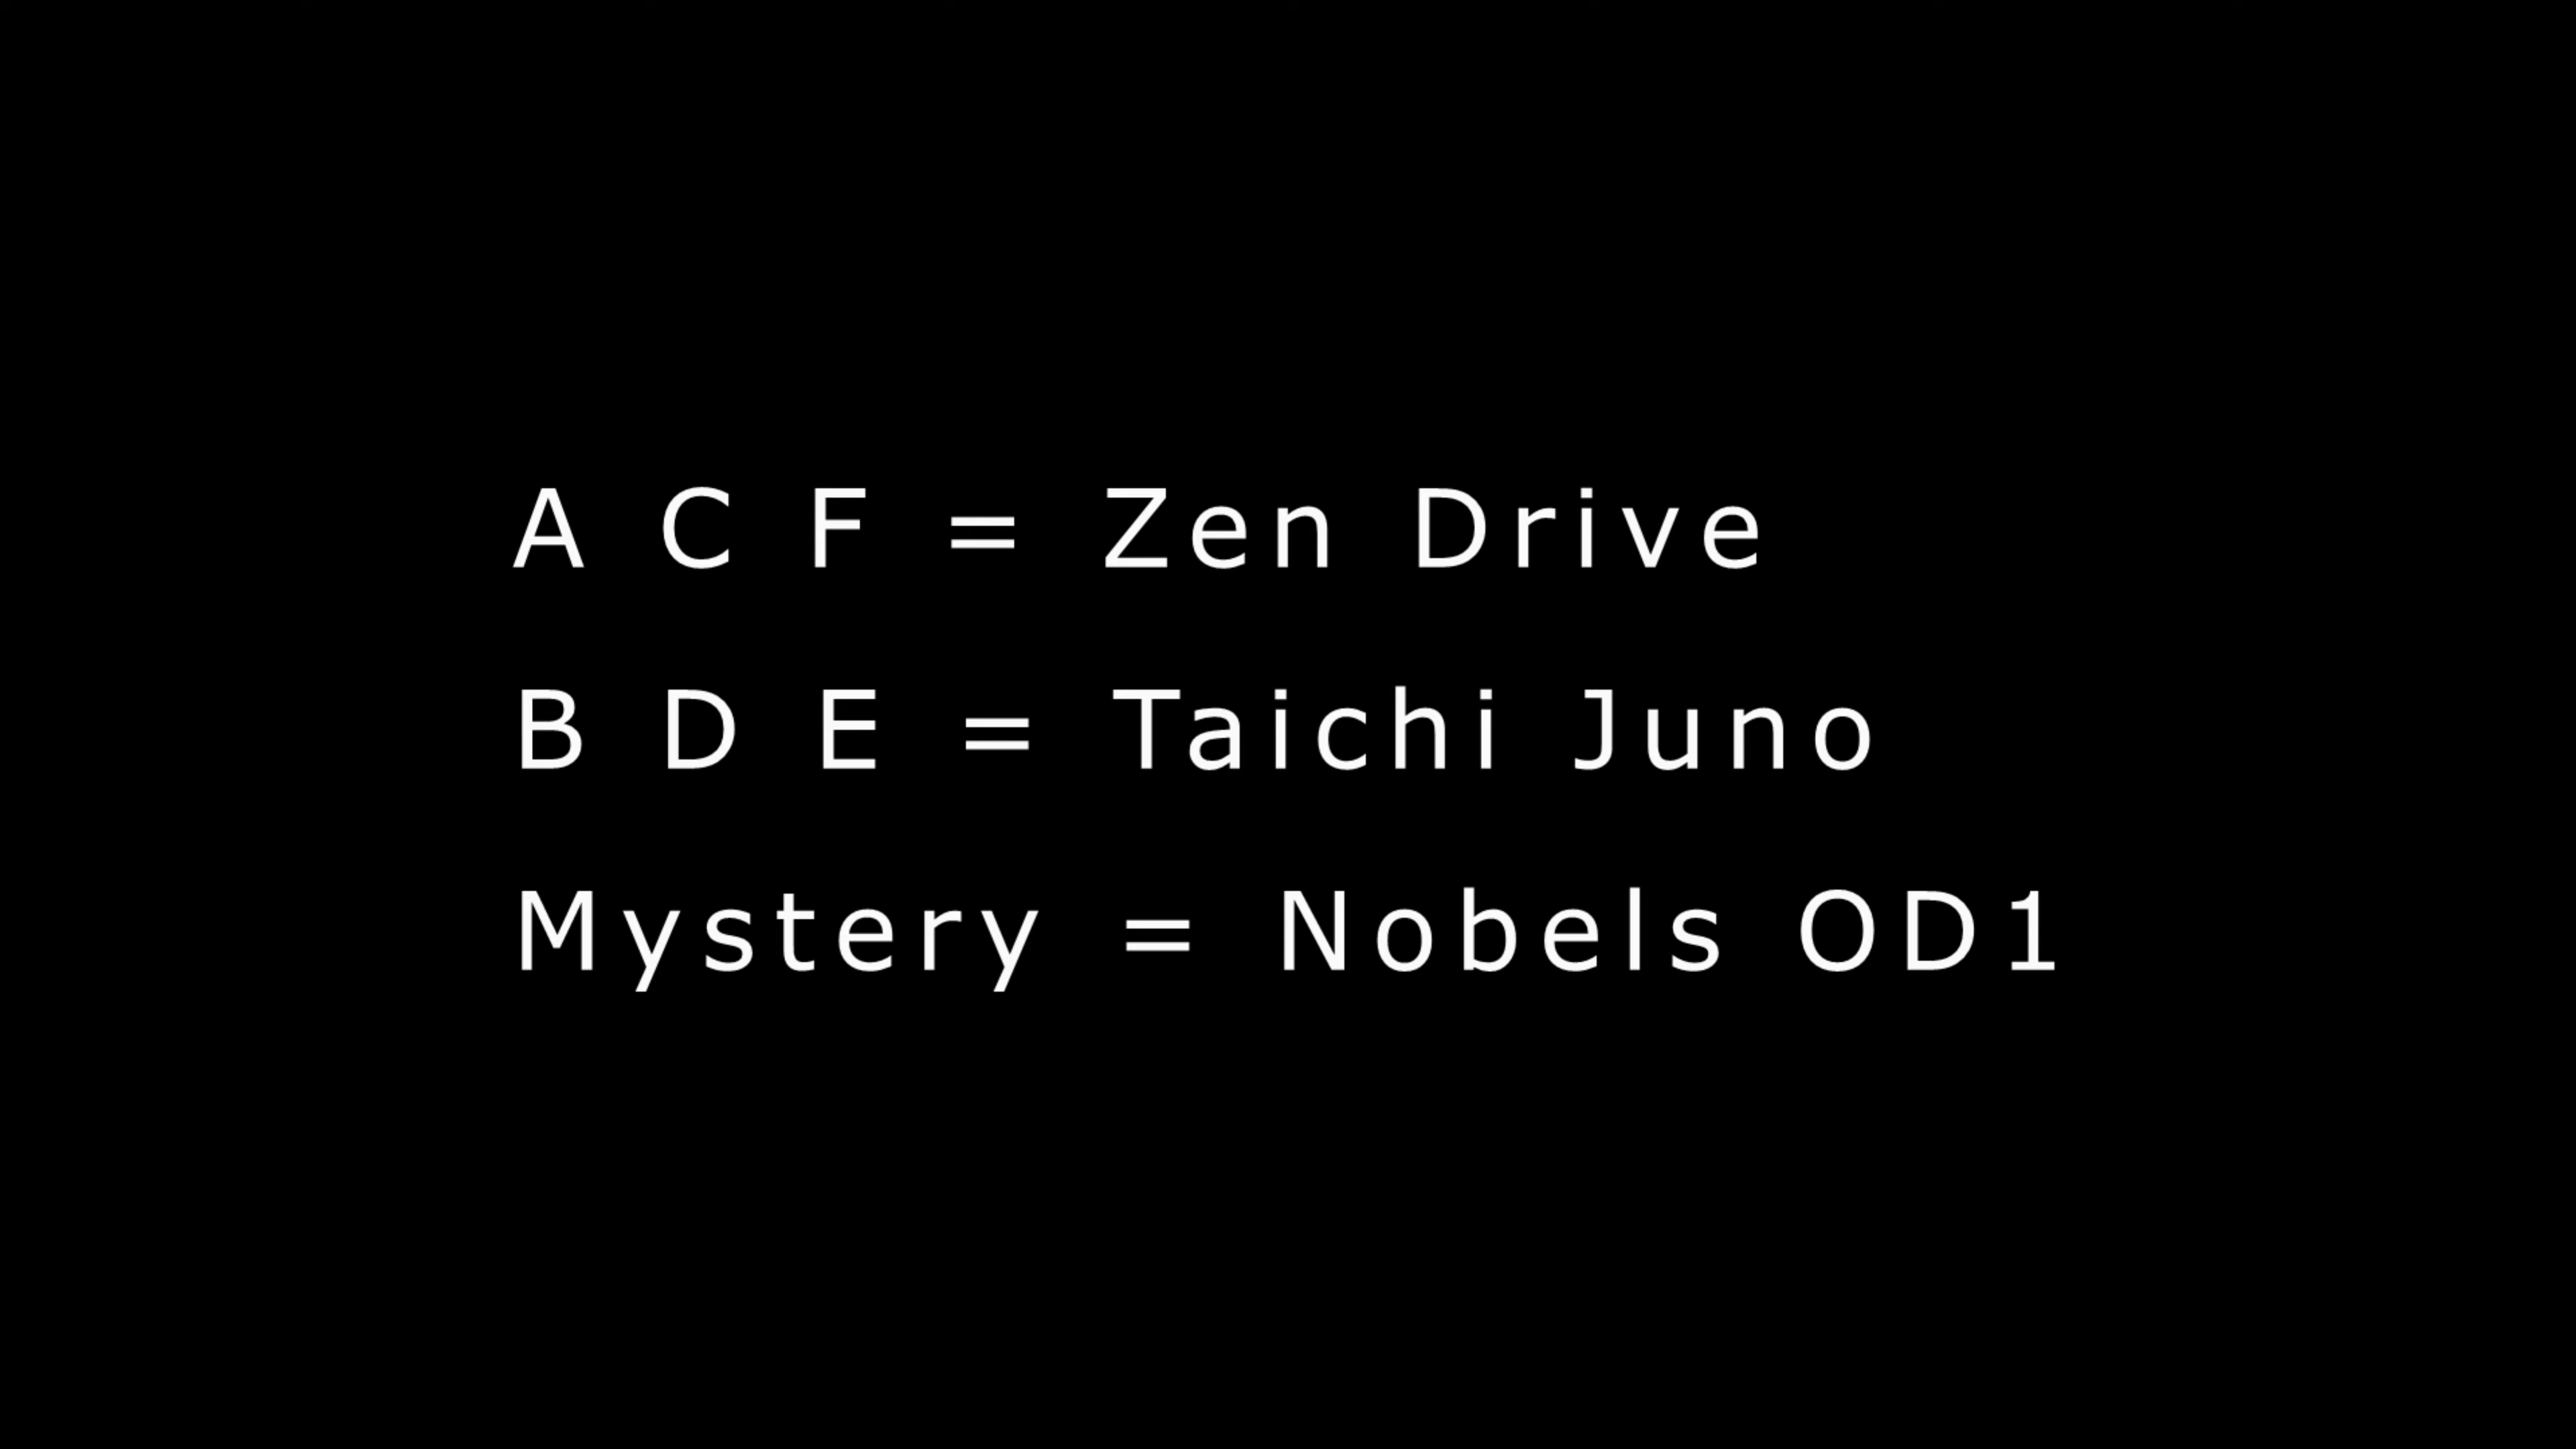 A C F = Zen Drive
B D E = Taichi Juno
Mystery = Nobels OD1